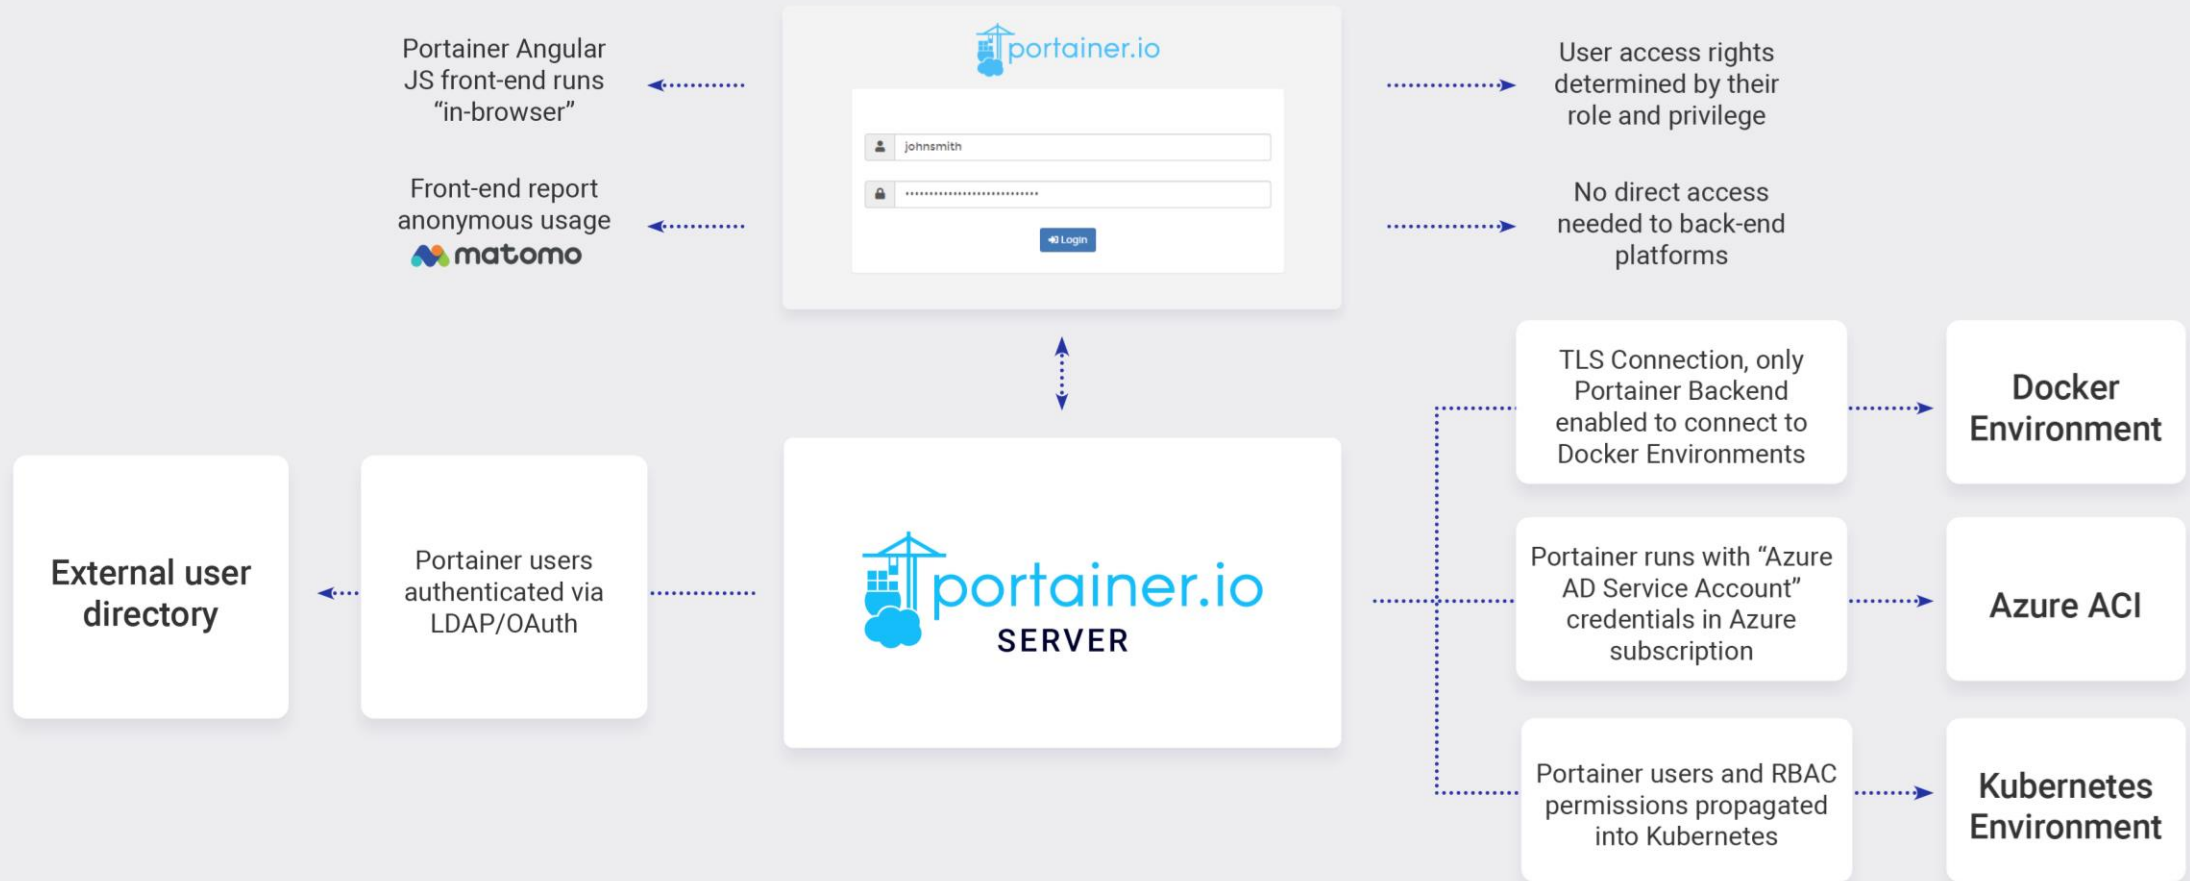 Portainer Angular
JS front-end runs
“in-browser”
Front-end report
anonymous usage
matomo
portainer.io
johnsmith
••••••••••••••••••••••••••••
Login
User access rights
determined by their
role and privilege
No direct access
needed to back-end
platforms
External user
directory
Portainer users
authenticated via
LDAP/OAuth
portainer.io
SERVER
TLS Connection, only
Portainer Backend
enabled to connect to
Docker Environments
Docker
Environment
Portainer runs with “Azure
AD Service Account”
credentials in Azure
subscription
Azure ACI
Portainer users and RBAC
permissions propagated
into Kubernetes
Kubernetes
Environment